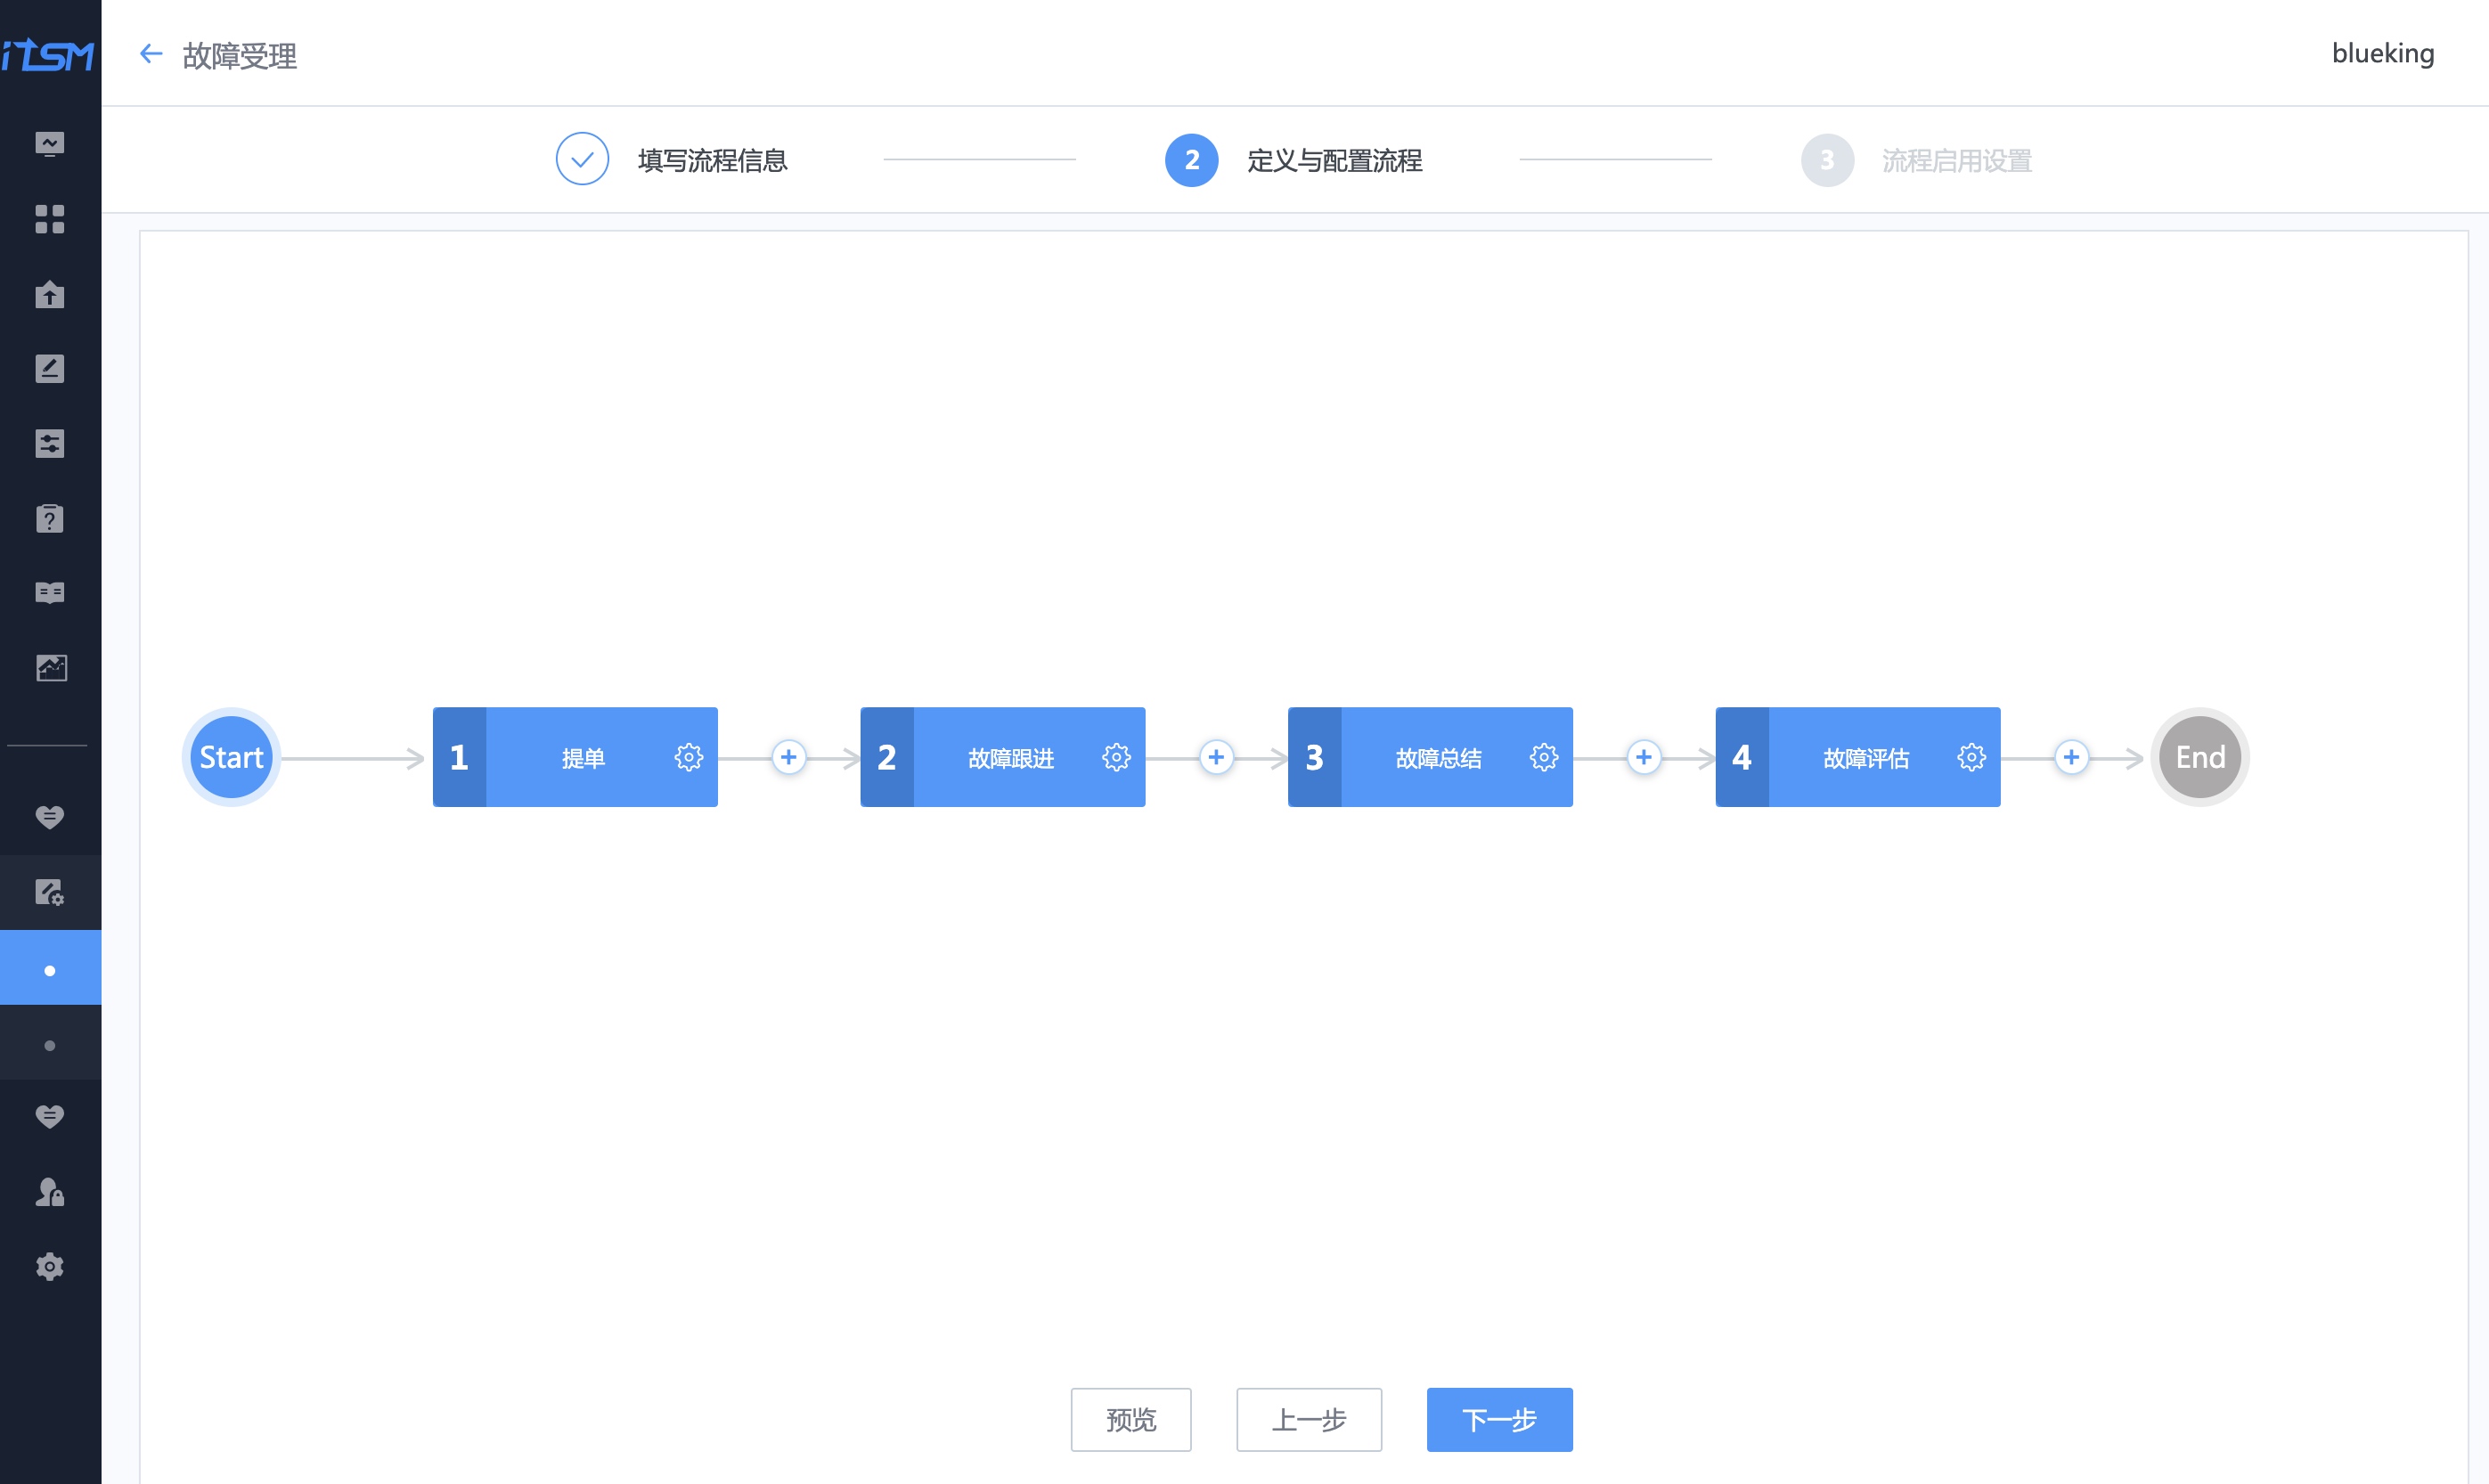 iTSM
故障受理
blueking
填写流程信息
2 定义与配置流程
3 流程启用设置
Start
1 提单
2 故障跟进
3 故障总结
4 故障评估
End
预览
上一步
下一步